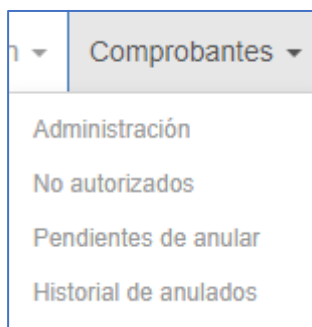 Comprobantes
Administración
No autorizados
Pendientes de anular
Historial de anulados